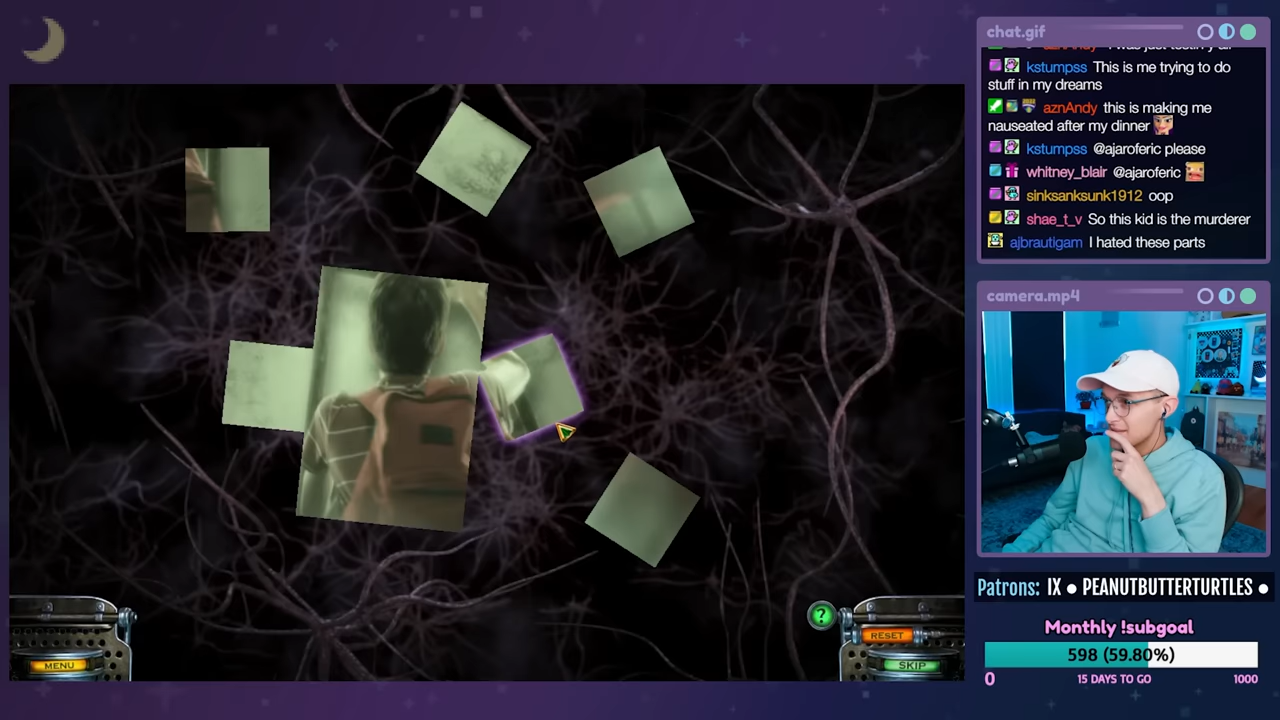 chat.gif
kstumpss This is me trying to do
stuff in my dreams
aznAndy this is making me
nauseated after my dinner
kstumpss @ajaroferic please
whitney_blair @ajaroferic
sinksanksunk1912 oop
shae_t_v So this kid is the murderer
ajbrautigam I hated these parts
camera.mp4
Patrons: IX ● PEANUTBUTTERTURTLES ●
Monthly !subgoal
598 (59.80%)
0
15 DAYS TO GO
1000
?
RESET
MENU
SKIP